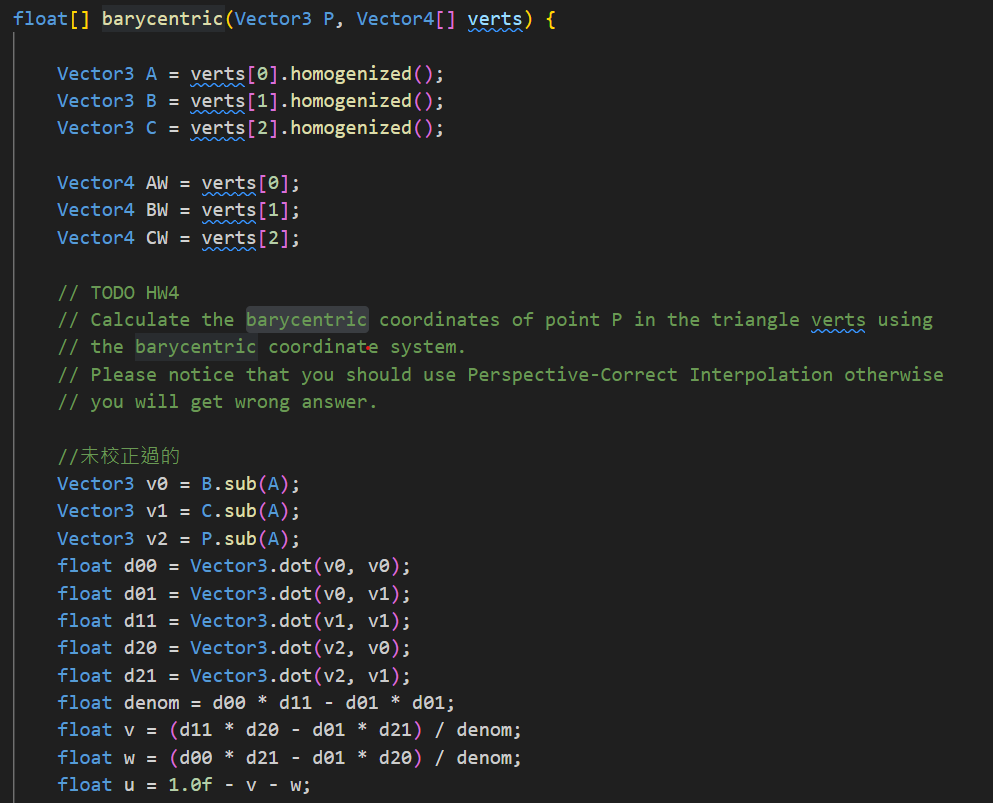 float[] barycentric(Vector3 P, Vector4[] verts) {
Vector3 A = verts[0].homogenized();
Vector3 B = verts[1].homogenized();
Vector3 C = verts[2].homogenized();
Vector4 AW = verts[0];
Vector4 BW = verts[1];
Vector4 CW = verts[2];
// TODO HW4
// Calculate the barycentric coordinates of point P in the triangle verts using
// the barycentric coordinate system.
// Please notice that you should use Perspective-Correct Interpolation otherwise
// you will get wrong answer.
//未校正過的
Vector3 v0 = B.sub(A);
Vector3 v1 = C.sub(A);
Vector3 v2 = P.sub(A);
float d00 = Vector3.dot(v0, v0);
float d01 = Vector3.dot(v0, v1);
float d11 = Vector3.dot(v1, v1);
float d20 = Vector3.dot(v2, v0);
float d21 = Vector3.dot(v2, v1);
float denom = d00 * d11 - d01 * d01;
float v = (d11 * d20 - d01 * d21) / denom;
float w = (d00 * d21 - d01 * d20) / denom;
float u = 1.0f - v - w;